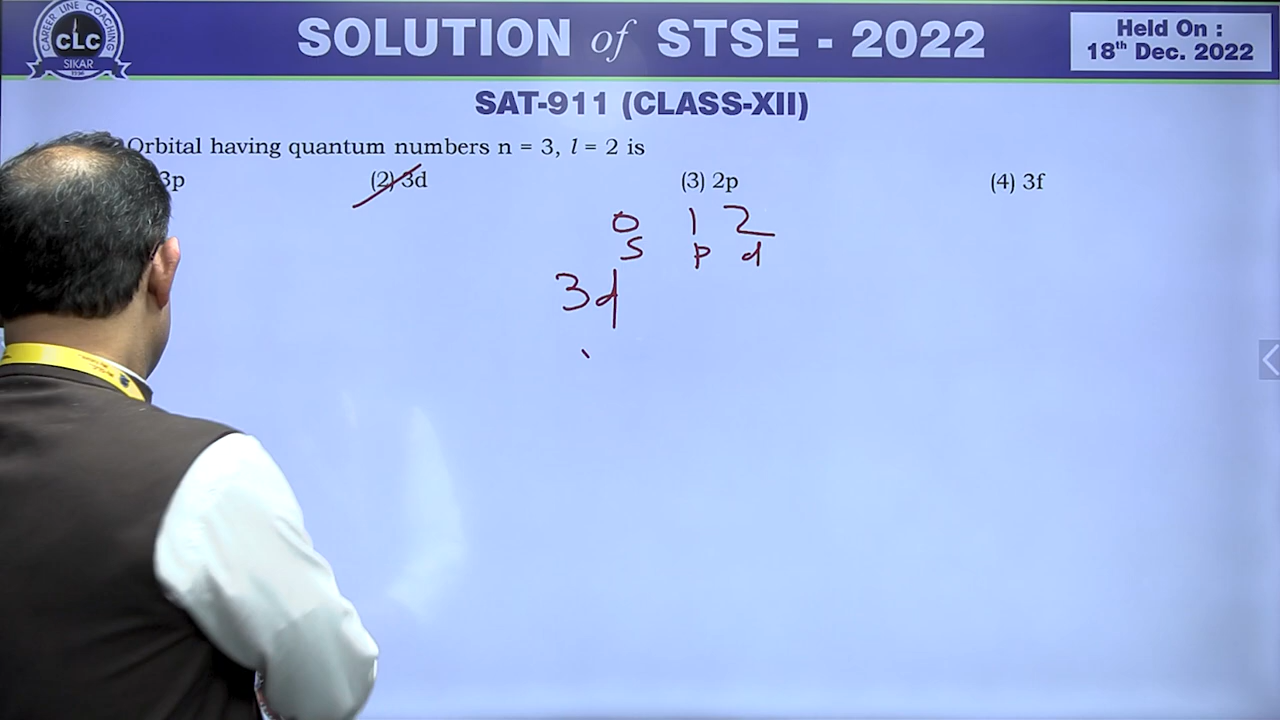 CAREER LINE COACHING
CLC
SIKAR
SOLUTION of STSE - 2022
Held On :
18th Dec. 2022
SAT-911 (CLASS-XII)
Orbital having quantum numbers n = 3, l = 2 is
3p (2) 3d (3) 2p (4) 3f
0 1 2
s p d
3d